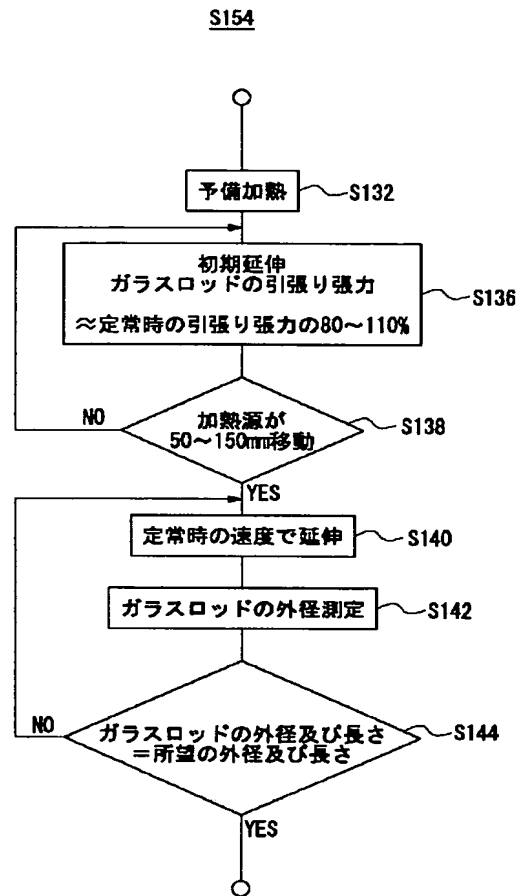 S154
予備加熱
S132
初期延伸
ガラスロッドの引張り張力
≈定常時の引張り張力の80～110%
S136
加熱源が
50～150mm移動
S138
NO
YES
定常時の速度で延伸
S140
ガラスロッドの外径測定
S142
ガラスロッドの外径及び長さ
=所望の外径及び長さ
S144
NO
YES